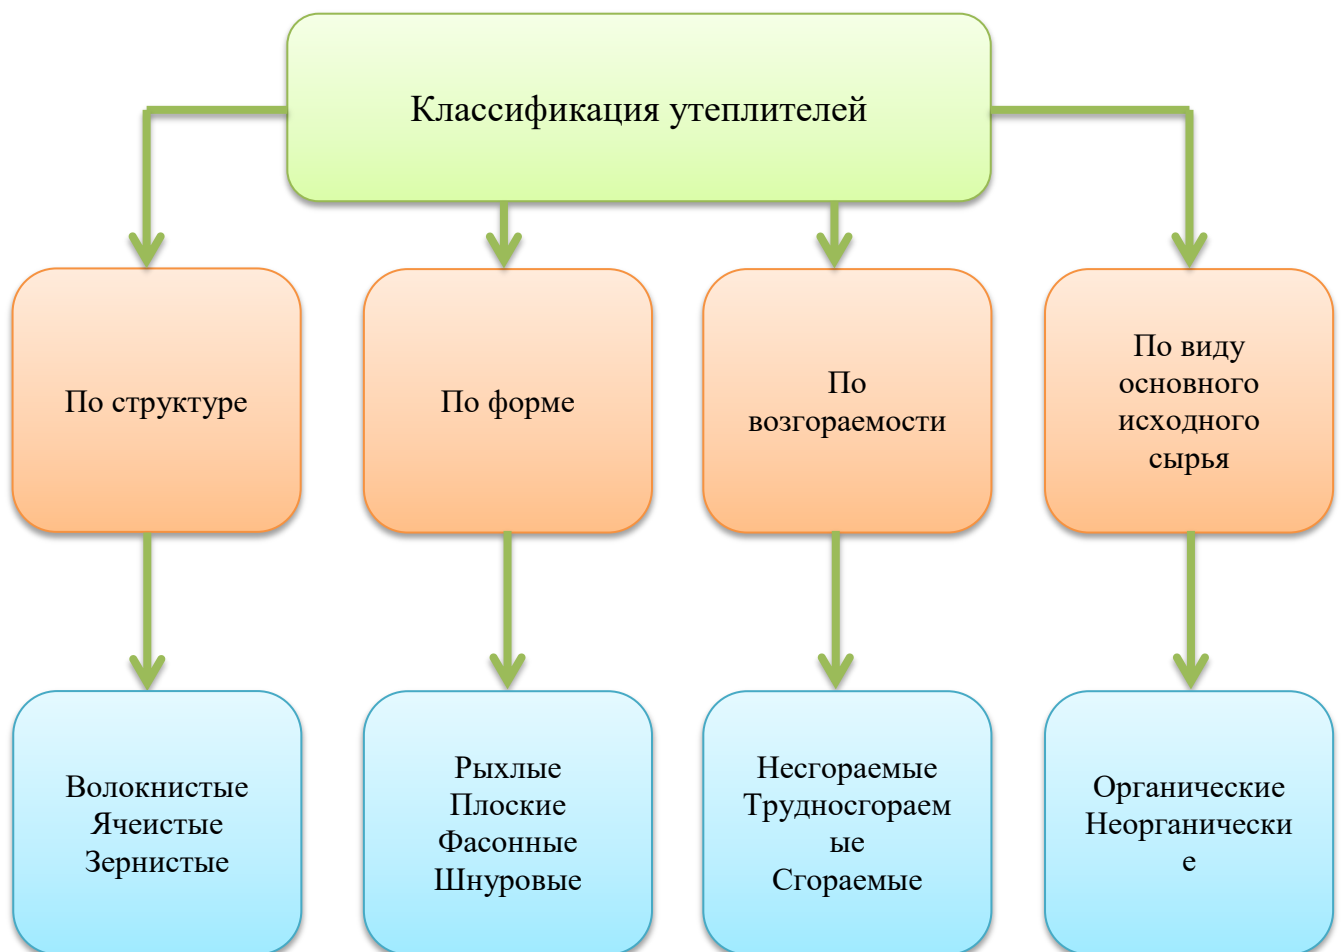 Классификация утеплителей
По структуре
По форме
По
возгораемости
По виду
основного
исходного
сырья
Волокнистые
Ячеистые
Зернистые
Рыхлые
Плоские
Фасонные
Шнуровые
Несгораемые
Трудносгораем
ые
Сгораемые
Органические
Неорганически
е